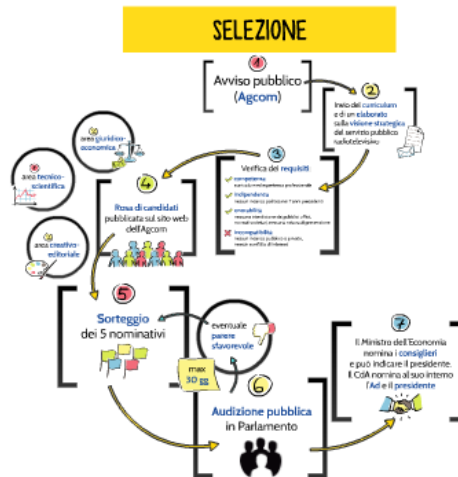 SELEZIONE
1
Avviso pubblico
(Agcom)
2
Invio del curriculum
e di un elaborato
sulla visione strategica
del servizio pubblico
radiotelevisivo
3
Verifica dei requisiti
competenza
indipendenza
onorabilità
incompatibilità
4
Rosa di candidati
pubblicata sul sito web
dell'Agcom
area giuridico-
economica
area tecnico-
scientifica
area creativo-
editoriale
5
Sorteggio
dei 5 nominativi
eventuale
parere
sfavorevole
max
30 gg
6
Audizione pubblica
in Parlamento
7
Il Ministro dell'Economia
nomina i consiglieri
e può indicare il presidente.
Il CdA nomina al suo interno
l'Ad e il presidente